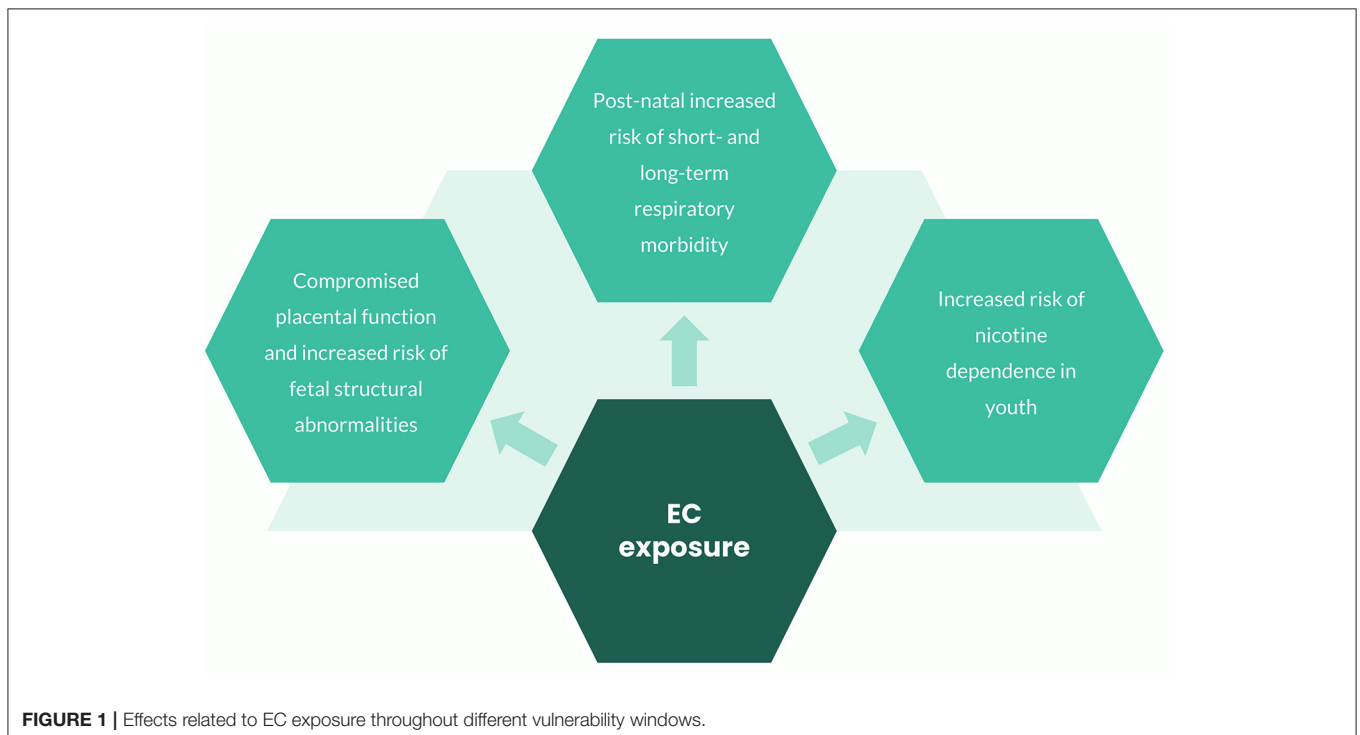 Post-natal increased
risk of short- and
long-term
respiratory
morbidity
Compromised
placental function
and increased risk of
fetal structural
abnormalities
Increased risk of
nicotine
dependence in
youth
EC
exposure
FIGURE 1 | Effects related to EC exposure throughout different vulnerability windows.